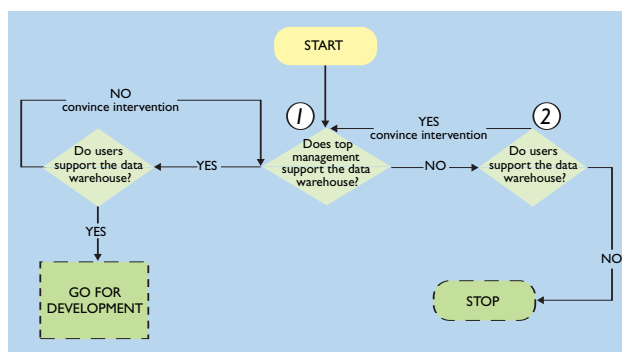 START
NO
convince intervention
1
2
YES
convince intervention
Do users
support the data
warehouse?
YES
Does top
management
support the data
warehouse?
NO
Do users
support the data
warehouse?
YES
NO
GO FOR
DEVELOPMENT
STOP